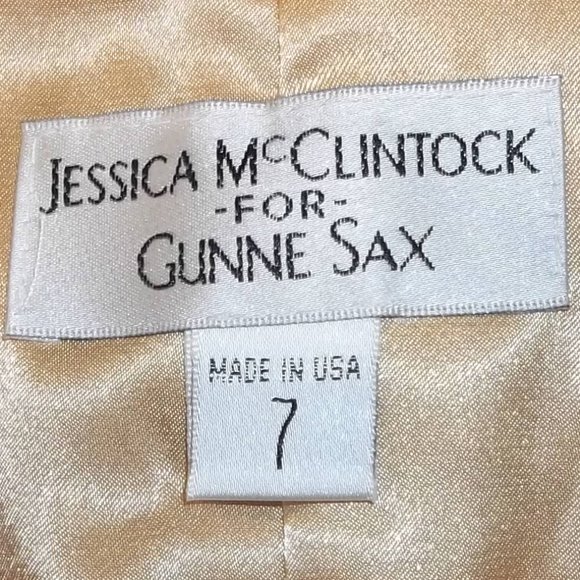 JESSICA McCLINTOCK
-FOR-
GUNNE SAX
MADE IN USA
7